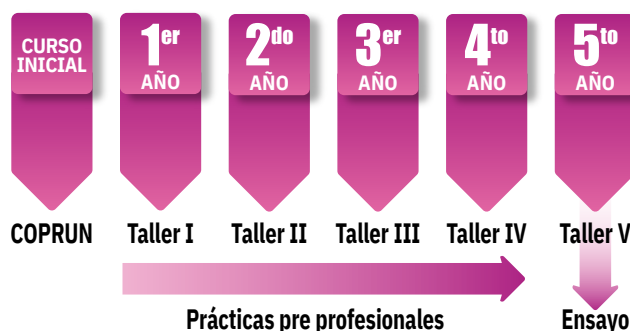 CURSO
INICIAL
1er
AÑO
2do
AÑO
3er
AÑO
4to
AÑO
5to
AÑO
COPRUN
Taller I
Taller II
Taller III
Taller IV
Taller V
Prácticas pre profesionales
Ensayo